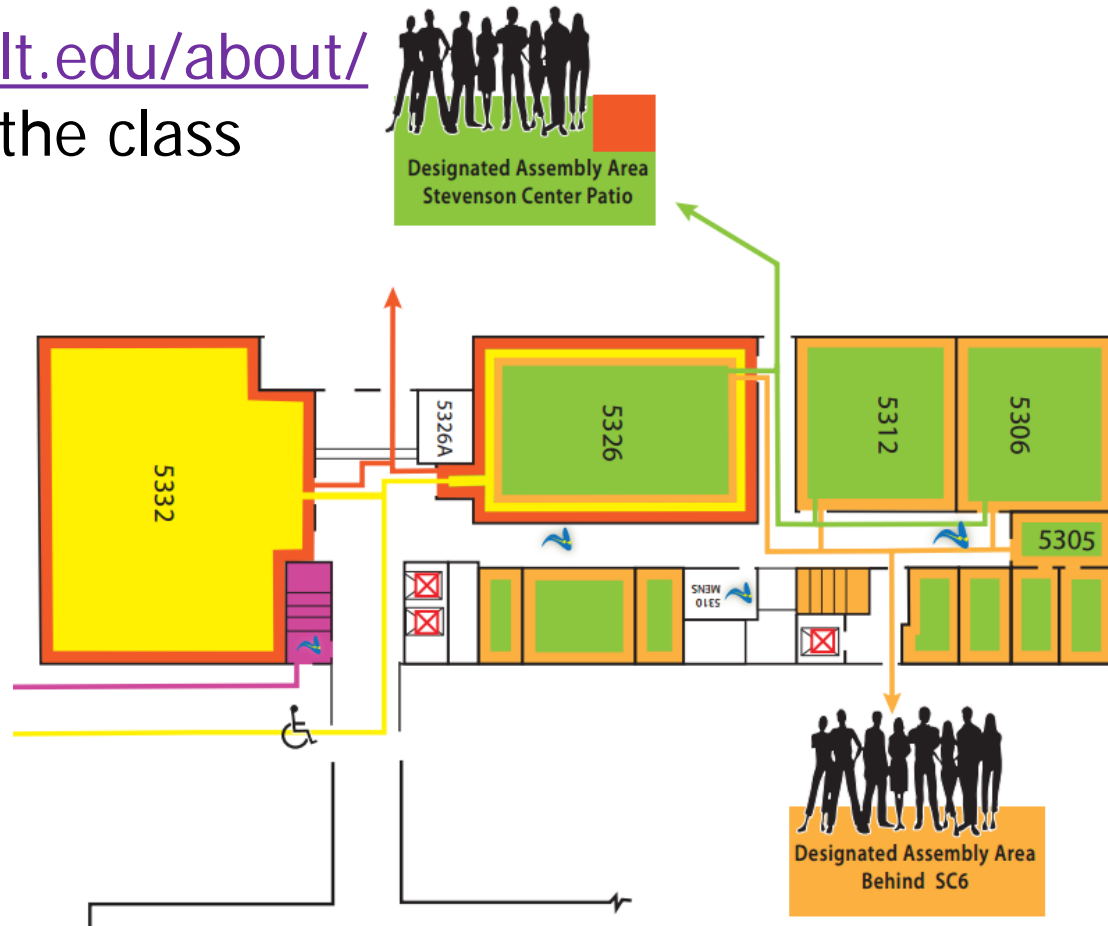 lt.edu/about/
the class
Designated Assembly Area
Stevenson Center Patio
5332
5326A
5326
5312
5306
5305
5310
MENS
Designated Assembly Area
Behind SC6